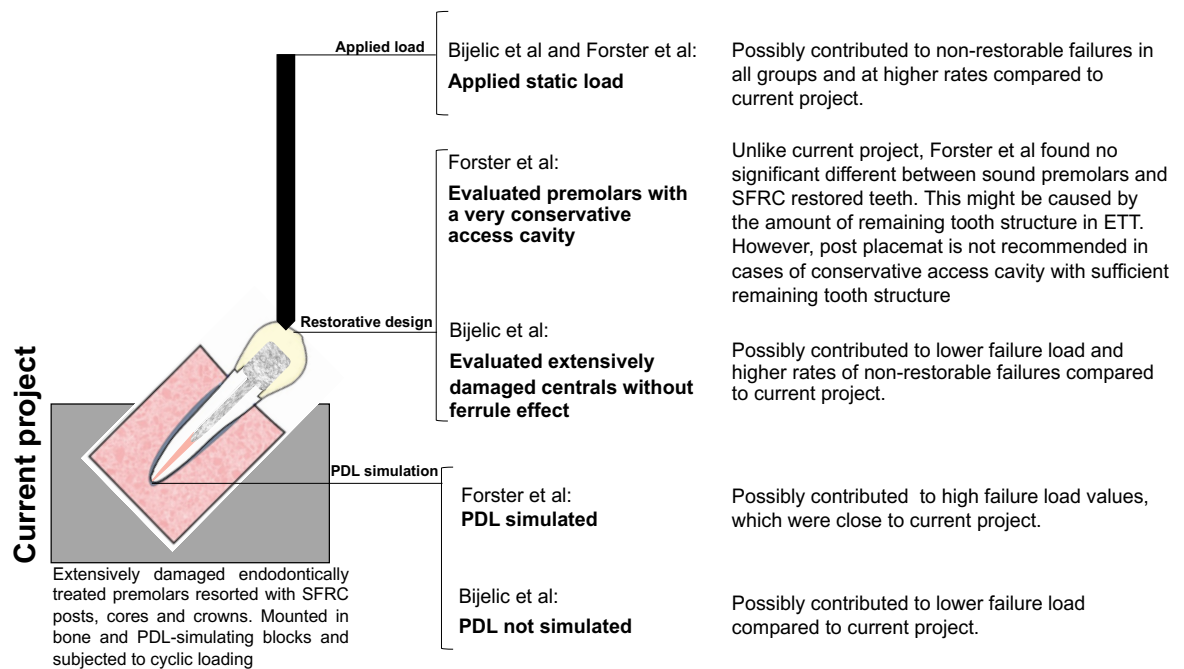 Applied load
Bijelic et al and Forster et al:
Applied static load
Possibly contributed to non-restorable failures in
all groups and at higher rates compared to
current project.
Forster et al:
Evaluated premolars with
a very conservative
access cavity
Unlike current project, Forster et al found no
significant different between sound premolars and
SFRC restored teeth. This might be caused by
the amount of remaining tooth structure in ETT.
However, post placemat is not recommended in
cases of conservative access cavity with sufficient
remaining tooth structure
Restorative design
Bijelic et al:
Evaluated extensively
damaged centrals without
ferrule effect
Possibly contributed to lower failure load and
higher rates of non-restorable failures compared
to current project.
Current project
PDL simulation
Forster et al:
PDL simulated
Possibly contributed to high failure load values,
which were close to current project.
Bijelic et al:
PDL not simulated
Possibly contributed to lower failure load
compared to current project.
Extensively damaged endodontically
treated premolars resorted with SFRC
posts, cores and crowns. Mounted in
bone and PDL-simulating blocks and
subjected to cyclic loading